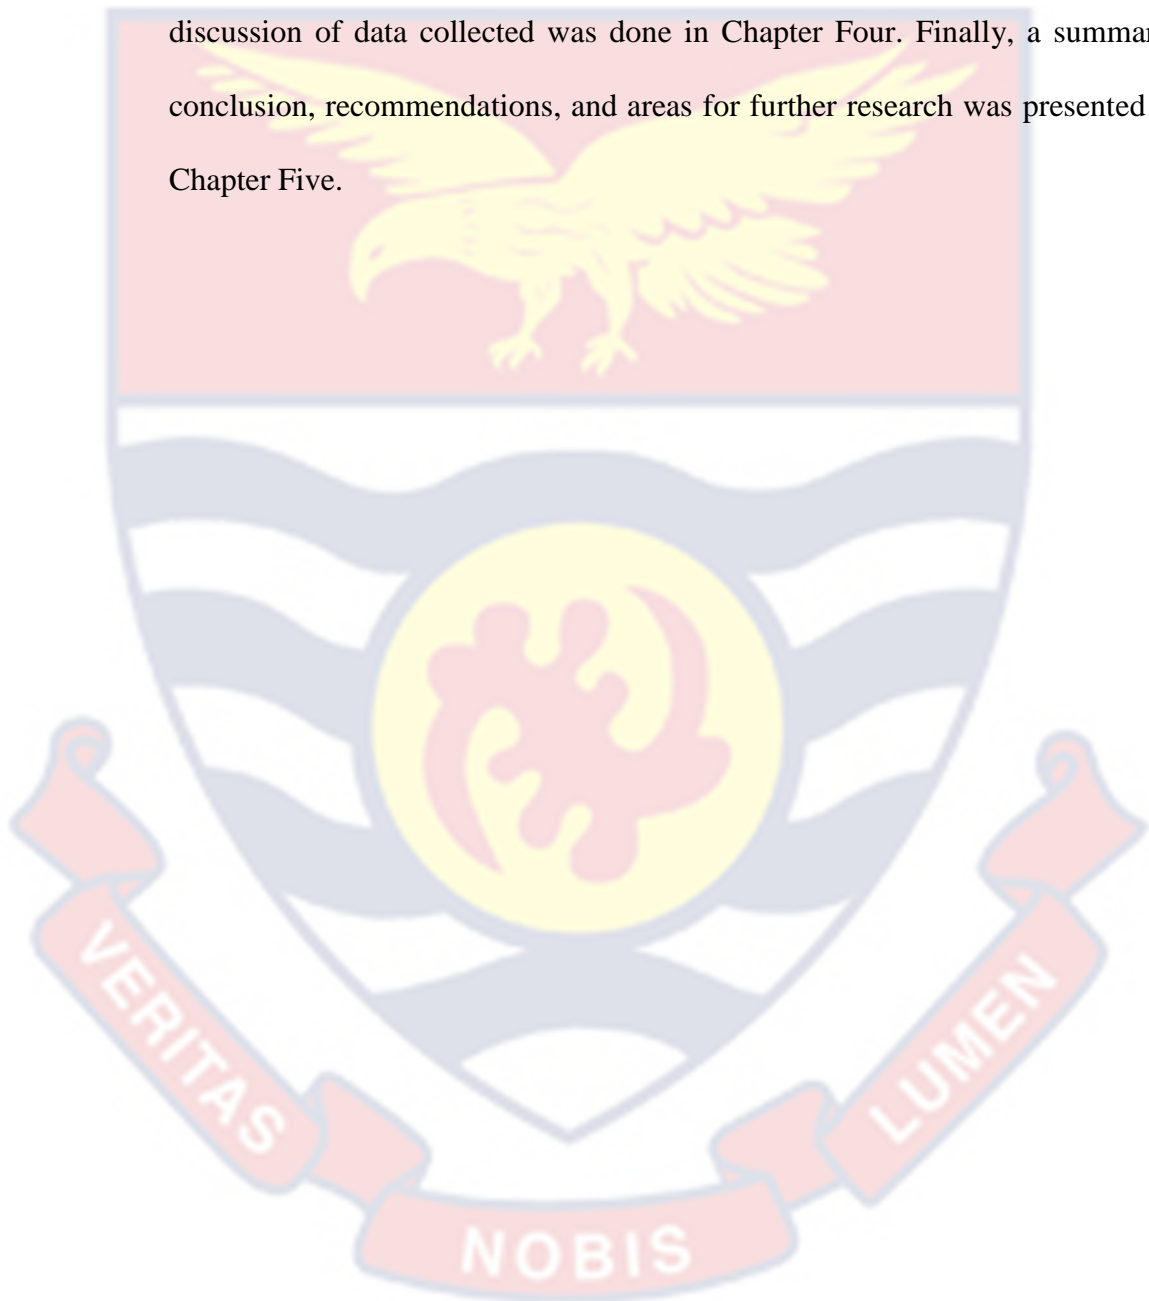 discussion of data collected was done in Chapter Four. Finally, a summar
conclusion, recommendations, and areas for further research was presented
Chapter Five.
VERITAS
NOBIS
LUMEN